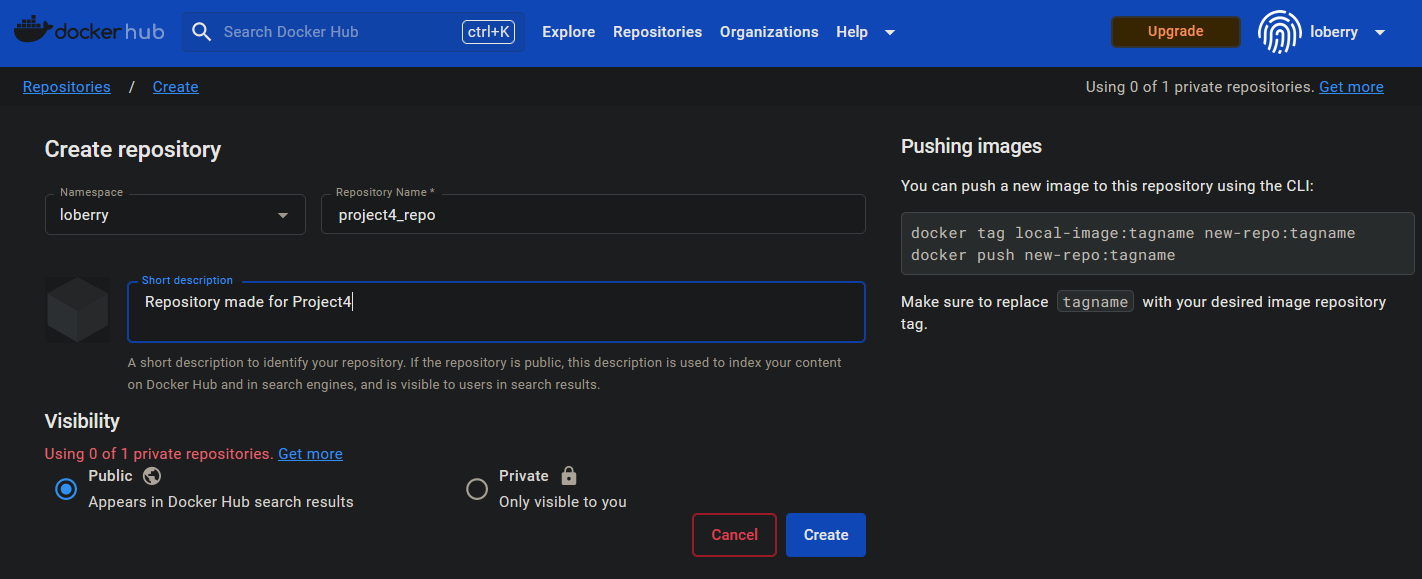 docker hub Search Docker Hub ctrl+K Explore Repositories Organizations Help Upgrade loberry
Repositories / Create Using 0 of 1 private repositories. Get more
Create repository
Namespace
loberry
Repository Name *
project4_repo
Short description
Repository made for Project4
A short description to identify your repository. If the repository is public, this description is used to index your content
on Docker Hub and in search engines, and is visible to users in search results.
Visibility
Using 0 of 1 private repositories. Get more
Public
Appears in Docker Hub search results
Private
Only visible to you
Cancel Create
Pushing images
You can push a new image to this repository using the CLI:
docker tag local-image:tagname new-repo:tagname
docker push new-repo:tagname
Make sure to replace tagname with your desired image repository
tag.